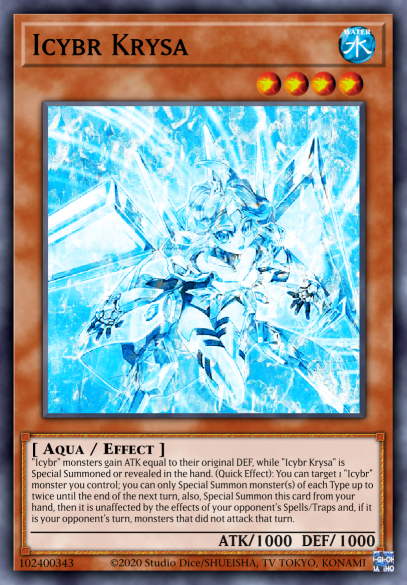 Icybr Krysa
WATER
水
[ Aqua / Effect ]
"Icybr" monsters gain ATK equal to their original DEF, while "Icybr Krysa" is
Special Summoned or revealed in the hand. (Quick Effect): You can target 1 "Icybr"
monster you control; you can only Special Summon monster(s) of each Type up to
twice until the end of the next turn, also, Special Summon this card from your
hand, then it is unaffected by the effects of your opponent's Spells/Traps and, if it
is your opponent's turn, monsters that did not attack that turn.
ATK/1000 DEF/1000
102400343 ©2020 Studio Dice/SHUEISHA, TV TOKYO, KONAMI